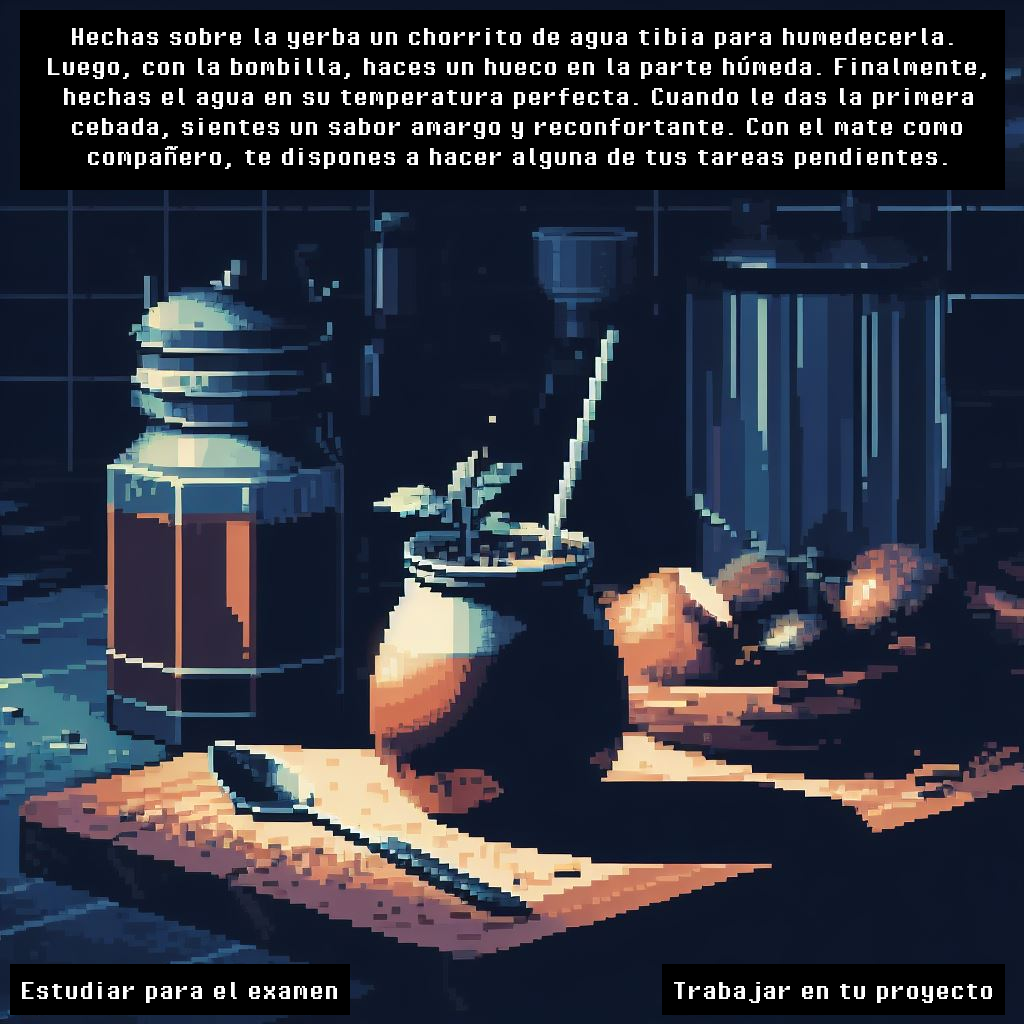 Hechas sobre la yerba un chorrito de agua tibia para humedecerla.
Luego, con la bombilla, haces un hueco en la parte húmeda. Finalmente,
hechas el agua en su temperatura perfecta. Cuando le das la primera
cebada, sientes un sabor amargo y reconfortante. Con el mate como
compañero, te dispones a hacer alguna de tus tareas pendientes.
Estudiar para el examen
Trabajar en tu proyecto